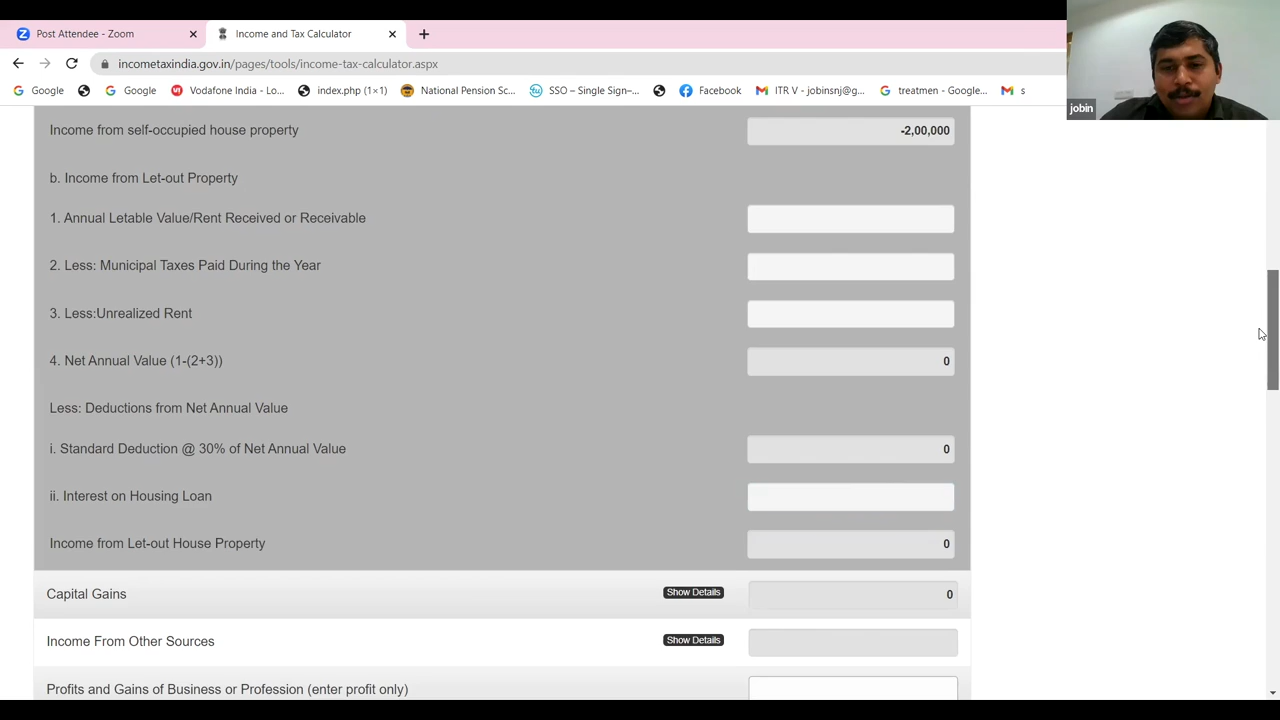 Post Attendee - Zoom
Income and Tax Calculator
incometaxindia.gov.in/pages/tools/income-tax-calculator.aspx
Google
Google
Vodafone India - Lo...
index.php (1×1)
National Pension Sc...
SSO – Single Sign-...
Facebook
ITR V - jobinsnj@g...
treatmen - Google...
s
jobin
Income from self-occupied house property
-2,00,000
b. Income from Let-out Property
1. Annual Letable Value/Rent Received or Receivable
2. Less: Municipal Taxes Paid During the Year
3. Less:Unrealized Rent
4. Net Annual Value (1-(2+3))
0
Less: Deductions from Net Annual Value
i. Standard Deduction @ 30% of Net Annual Value
0
ii. Interest on Housing Loan
Income from Let-out House Property
0
Capital Gains
Show Details
0
Income From Other Sources
Show Details
Profits and Gains of Business or Profession (enter profit only)